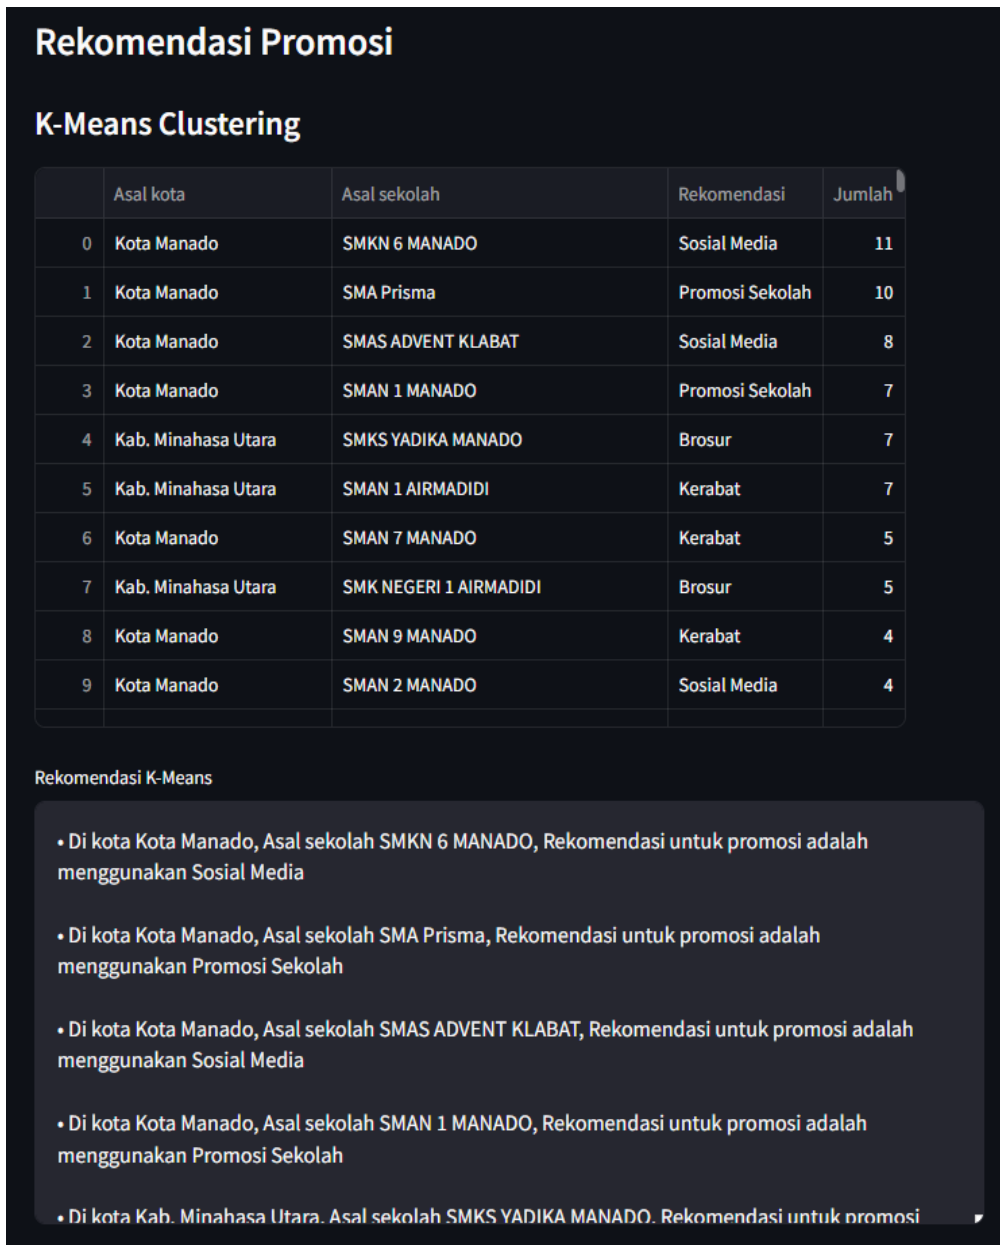 Rekomendasi Promosi
K-Means Clustering
Asal kota Asal sekolah Rekomendasi Jumlah
0 Kota Manado SMKN 6 MANADO Sosial Media 11
1 Kota Manado SMA Prisma Promosi Sekolah 10
2 Kota Manado SMAS ADVENT KLABAT Sosial Media 8
3 Kota Manado SMAN 1 MANADO Promosi Sekolah 7
4 Kab. Minahasa Utara SMKS YADIKA MANADO Brosur 7
5 Kab. Minahasa Utara SMAN 1 AIRMADIDI Kerabat 7
6 Kota Manado SMAN 7 MANADO Kerabat 5
7 Kab. Minahasa Utara SMK NEGERI 1 AIRMADIDI Brosur 5
8 Kota Manado SMAN 9 MANADO Kerabat 4
9 Kota Manado SMAN 2 MANADO Sosial Media 4
Rekomendasi K-Means
• Di kota Kota Manado, Asal sekolah SMKN 6 MANADO, Rekomendasi untuk promosi adalah
menggunakan Sosial Media
• Di kota Kota Manado, Asal sekolah SMA Prisma, Rekomendasi untuk promosi adalah
menggunakan Promosi Sekolah
• Di kota Kota Manado, Asal sekolah SMAS ADVENT KLABAT, Rekomendasi untuk promosi adalah
menggunakan Sosial Media
• Di kota Kota Manado, Asal sekolah SMAN 1 MANADO, Rekomendasi untuk promosi adalah
menggunakan Promosi Sekolah
• Di kota Kab. Minahasa Utara, Asal sekolah SMKS YADIKA MANADO, Rekomendasi untuk promosi